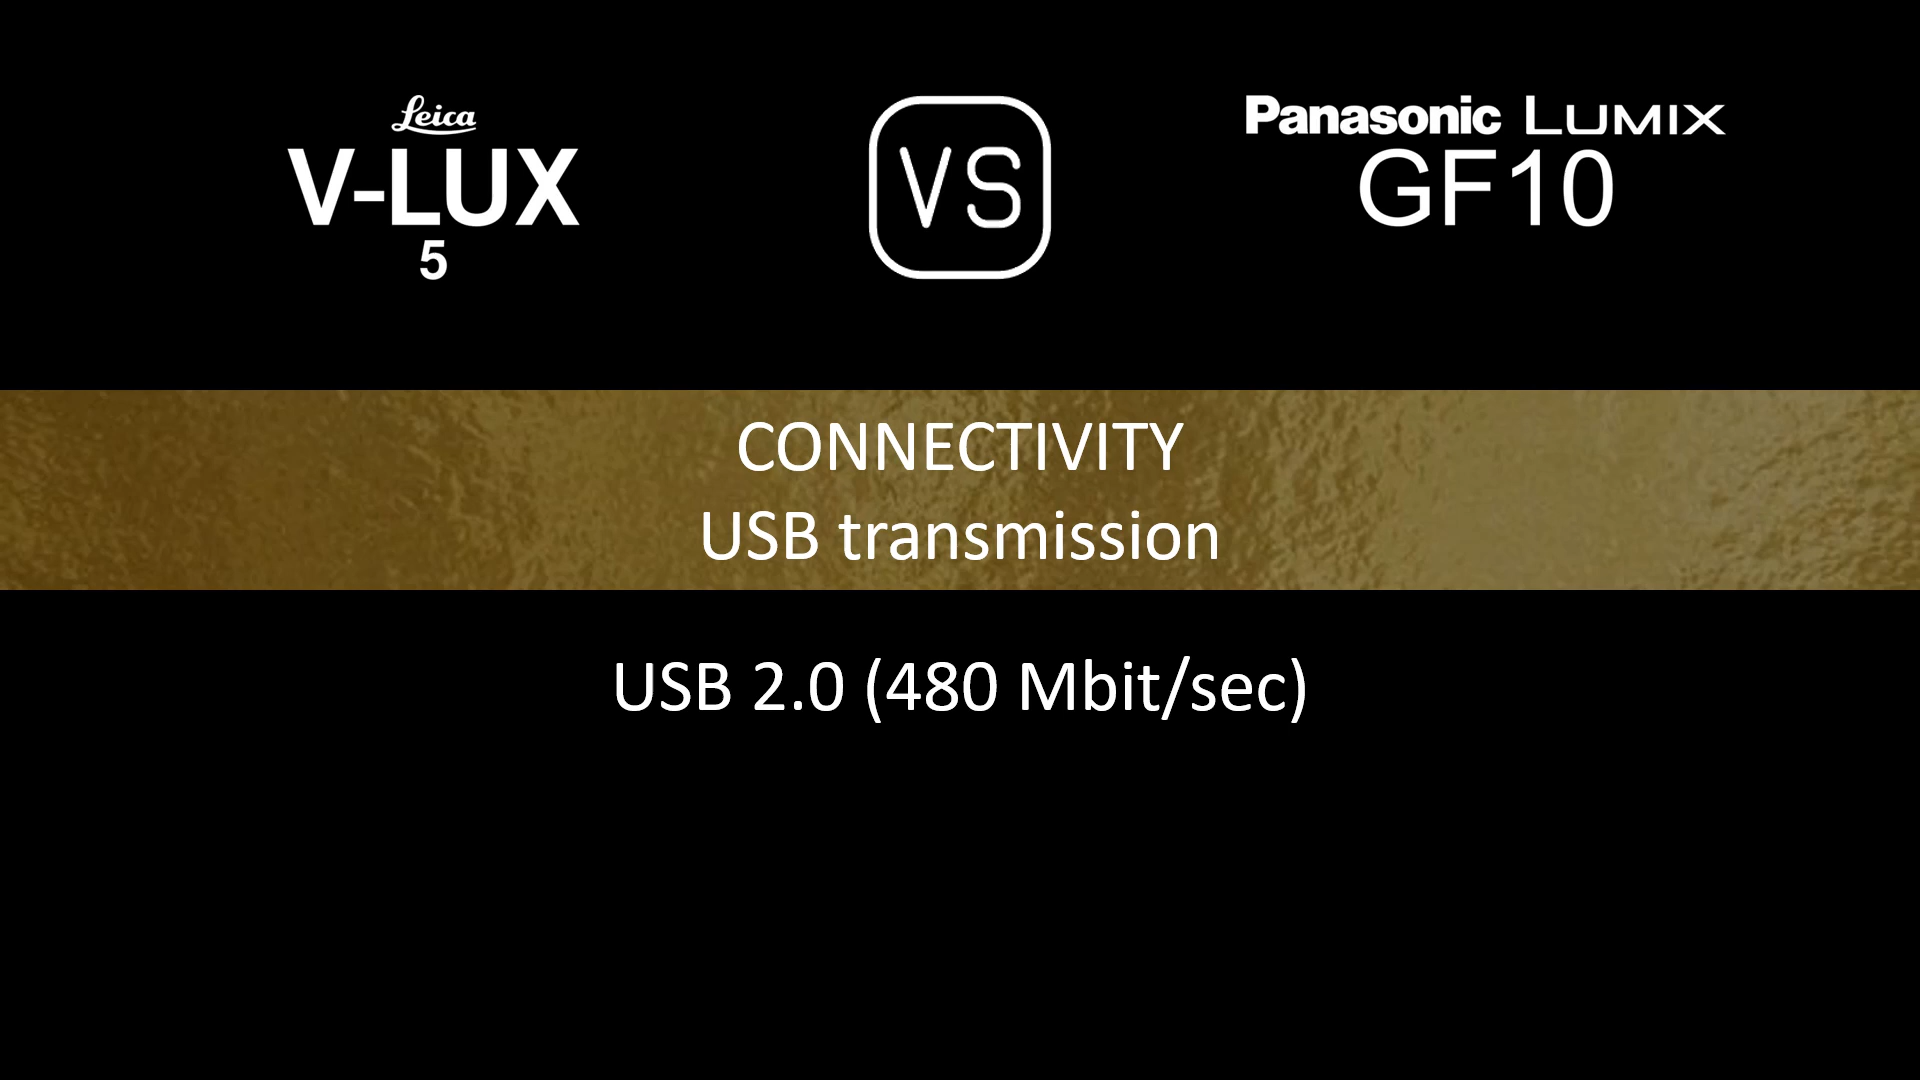 Leica
V-LUX
5
VS
Panasonic LUMIX
GF10
CONNECTIVITY
USB transmission
USB 2.0 (480 Mbit/sec)